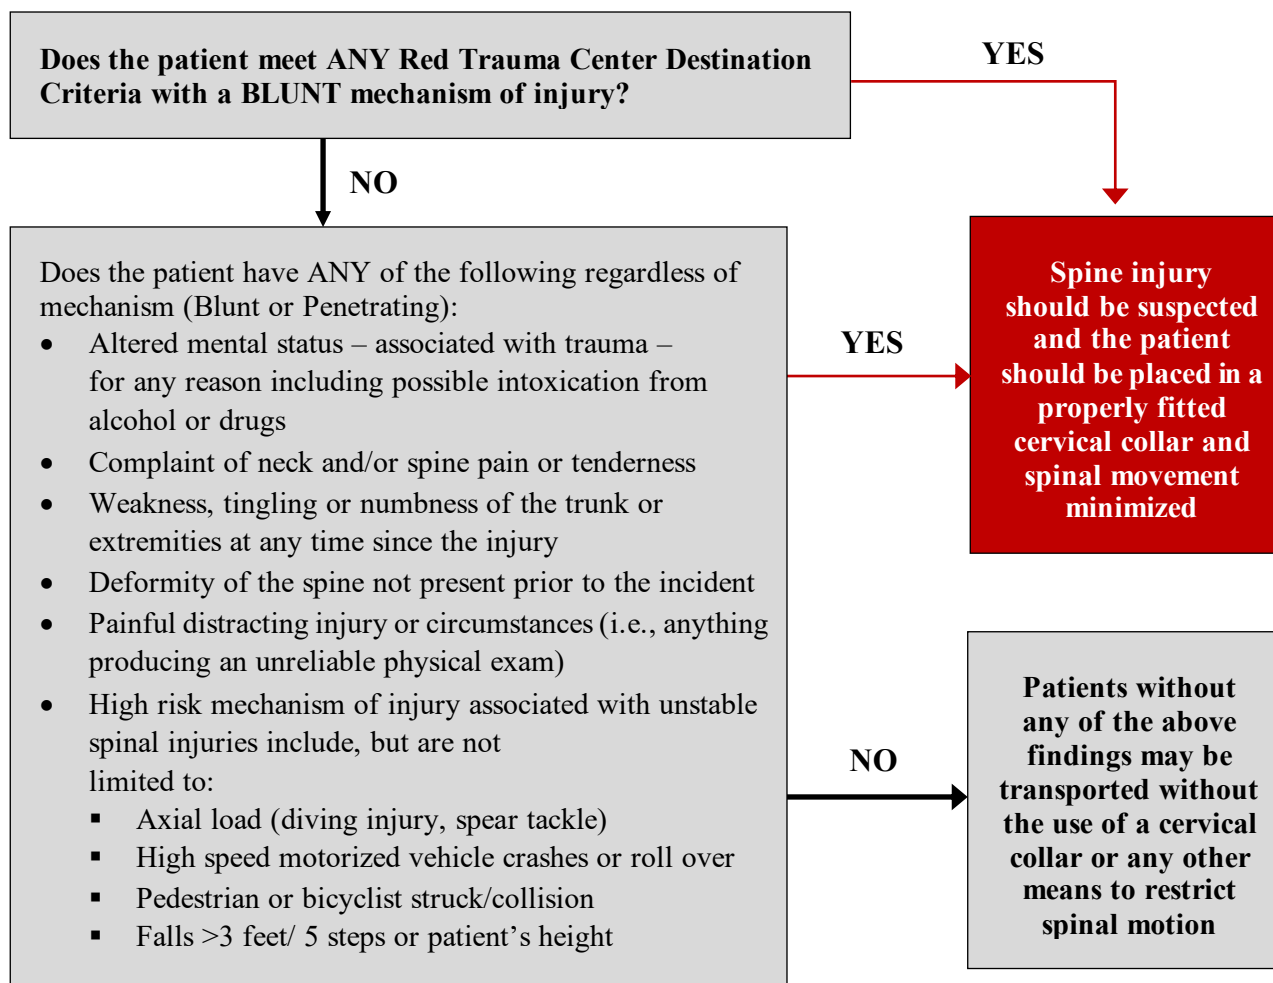 Does the patient meet ANY Red Trauma Center Destination
Criteria with a BLUNT mechanism of injury?
YES
NO
Does the patient have ANY of the following regardless of
mechanism (Blunt or Penetrating):
• Altered mental status – associated with trauma –
for any reason including possible intoxication from
alcohol or drugs
• Complaint of neck and/or spine pain or tenderness
• Weakness, tingling or numbness of the trunk or
extremities at any time since the injury
• Deformity of the spine not present prior to the incident
• Painful distracting injury or circumstances (i.e., anything
producing an unreliable physical exam)
• High risk mechanism of injury associated with unstable
spinal injuries include, but are not
limited to:
▪ Axial load (diving injury, spear tackle)
▪ High speed motorized vehicle crashes or roll over
▪ Pedestrian or bicyclist struck/collision
▪ Falls >3 feet/ 5 steps or patient’s height
YES
Spine injury
should be suspected
and the patient
should be placed in a
properly fitted
cervical collar and
spinal movement
minimized
NO
Patients without
any of the above
findings may be
transported without
the use of a cervical
collar or any other
means to restrict
spinal motion